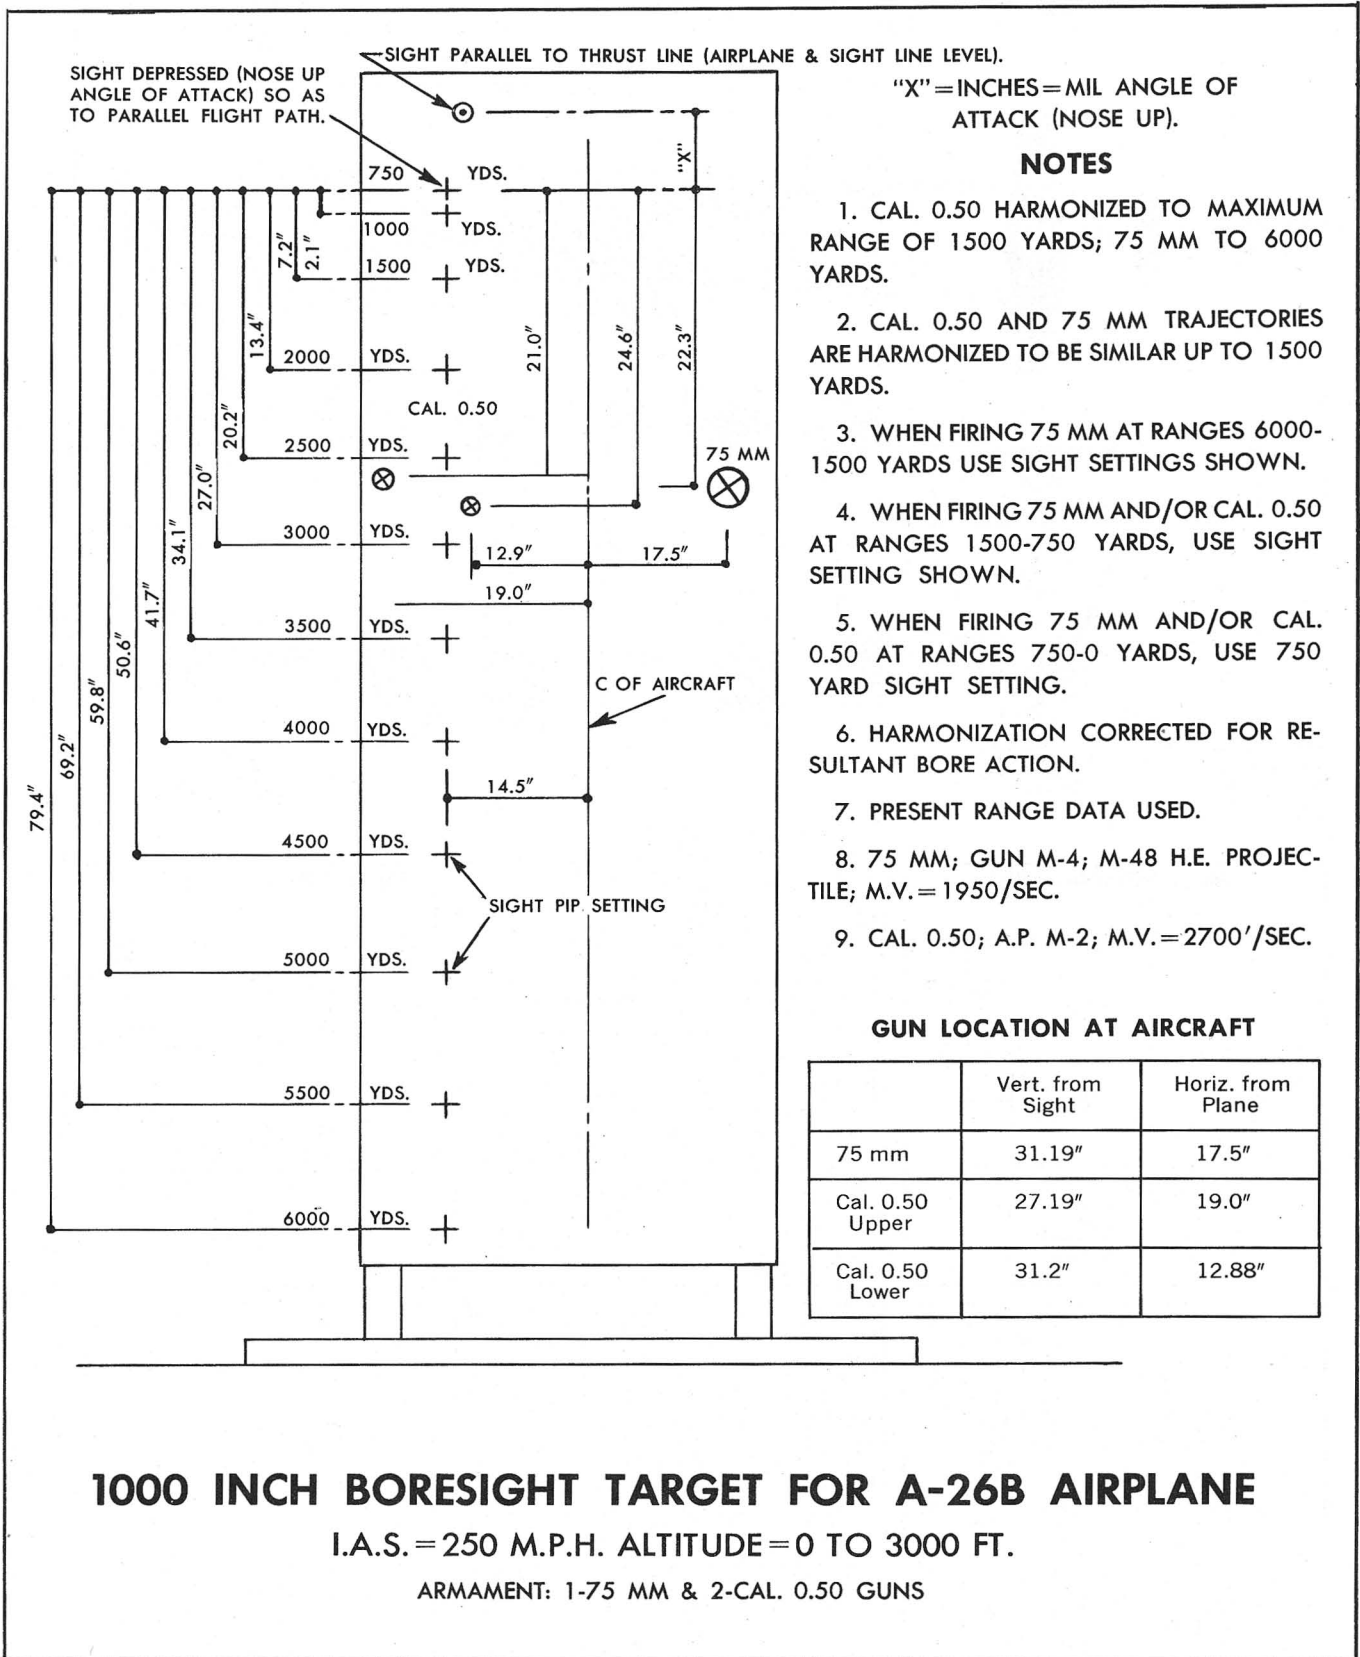 SIGHT PARALLEL TO THRUST LINE (AIRPLANE & SIGHT LINE LEVEL).
SIGHT DEPRESSED (NOSE UP
ANGLE OF ATTACK) SO AS
TO PARALLEL FLIGHT PATH.
"X"
750 YDS.
1000 YDS.
1500 YDS.
2000 YDS.
CAL. 0.50
2500 YDS.
3000 YDS.
3500 YDS.
4000 YDS.
4500 YDS.
5000 YDS.
5500 YDS.
6000 YDS.
79.4"
69.2"
59.8"
50.6"
41.7"
34.1"
27.0"
20.2"
13.4"
7.2"
2.1"
21.0"
24.6"
22.3"
75 MM
12.9"
17.5"
19.0"
C OF AIRCRAFT
14.5"
SIGHT PIP SETTING
"X"=INCHES=MIL ANGLE OF
ATTACK (NOSE UP).
NOTES
1. CAL. 0.50 HARMONIZED TO MAXIMUM
RANGE OF 1500 YARDS; 75 MM TO 6000
YARDS.
2. CAL. 0.50 AND 75 MM TRAJECTORIES
ARE HARMONIZED TO BE SIMILAR UP TO 1500
YARDS.
3. WHEN FIRING 75 MM AT RANGES 6000-
1500 YARDS USE SIGHT SETTINGS SHOWN.
4. WHEN FIRING 75 MM AND/OR CAL. 0.50
AT RANGES 1500-750 YARDS, USE SIGHT
SETTING SHOWN.
5. WHEN FIRING 75 MM AND/OR CAL.
0.50 AT RANGES 750-0 YARDS, USE 750
YARD SIGHT SETTING.
6. HARMONIZATION CORRECTED FOR RE-
SULTANT BORE ACTION.
7. PRESENT RANGE DATA USED.
8. 75 MM; GUN M-4; M-48 H.E. PROJEC-
TILE; M.V.=1950/SEC.
9. CAL. 0.50; A.P. M-2; M.V.=2700'/SEC.
GUN LOCATION AT AIRCRAFT
Vert. from Horiz. from
Sight Plane
75 mm 31.19" 17.5"
Cal. 0.50 27.19" 19.0"
Upper
Cal. 0.50 31.2" 12.88"
Lower
1000 INCH BORESIGHT TARGET FOR A-26B AIRPLANE
I.A.S.=250 M.P.H. ALTITUDE=0 TO 3000 FT.
ARMAMENT: 1-75 MM & 2-CAL. 0.50 GUNS